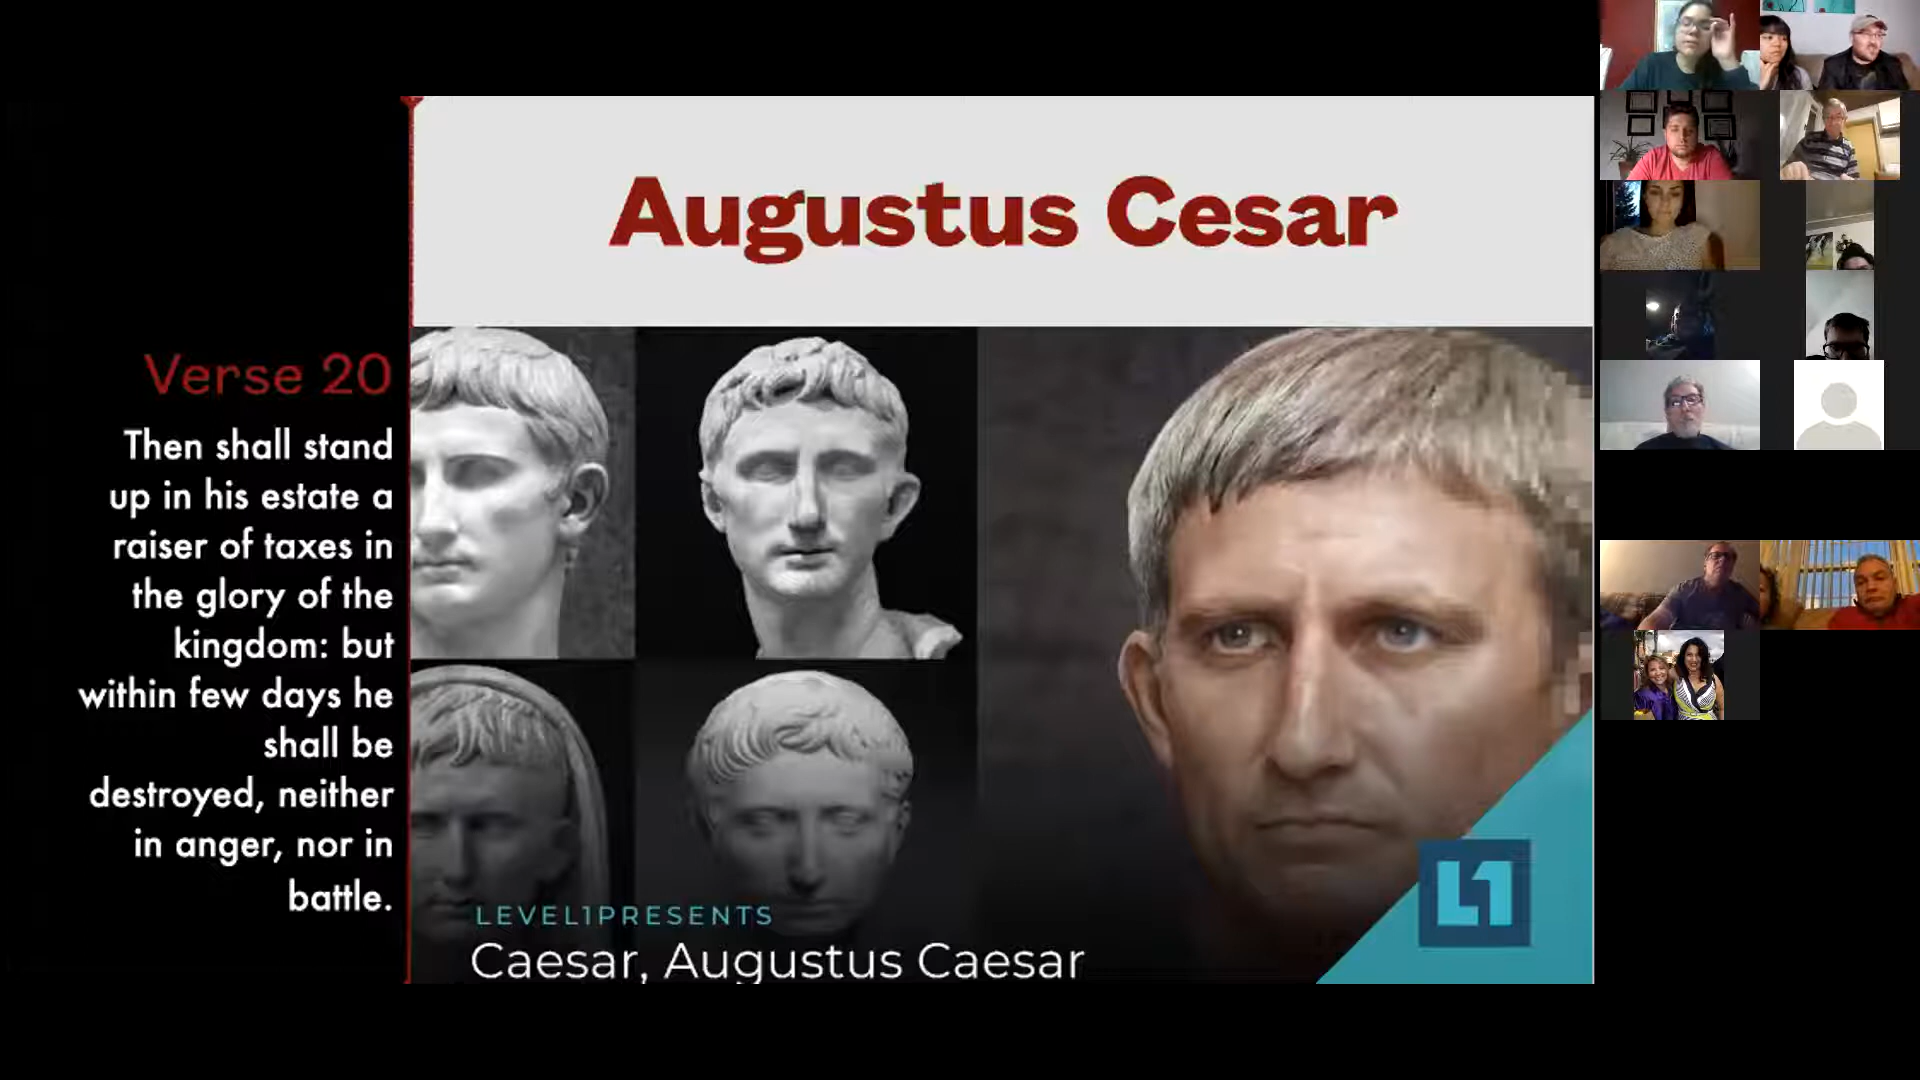 Augustus Cesar
Verse 20
Then shall stand
up in his estate a
raiser of taxes in
the glory of the
kingdom: but
within few days he
shall be
destroyed, neither
in anger, nor in
battle.
LEVEL1PRESENTS
Caesar, Augustus Caesar
L1